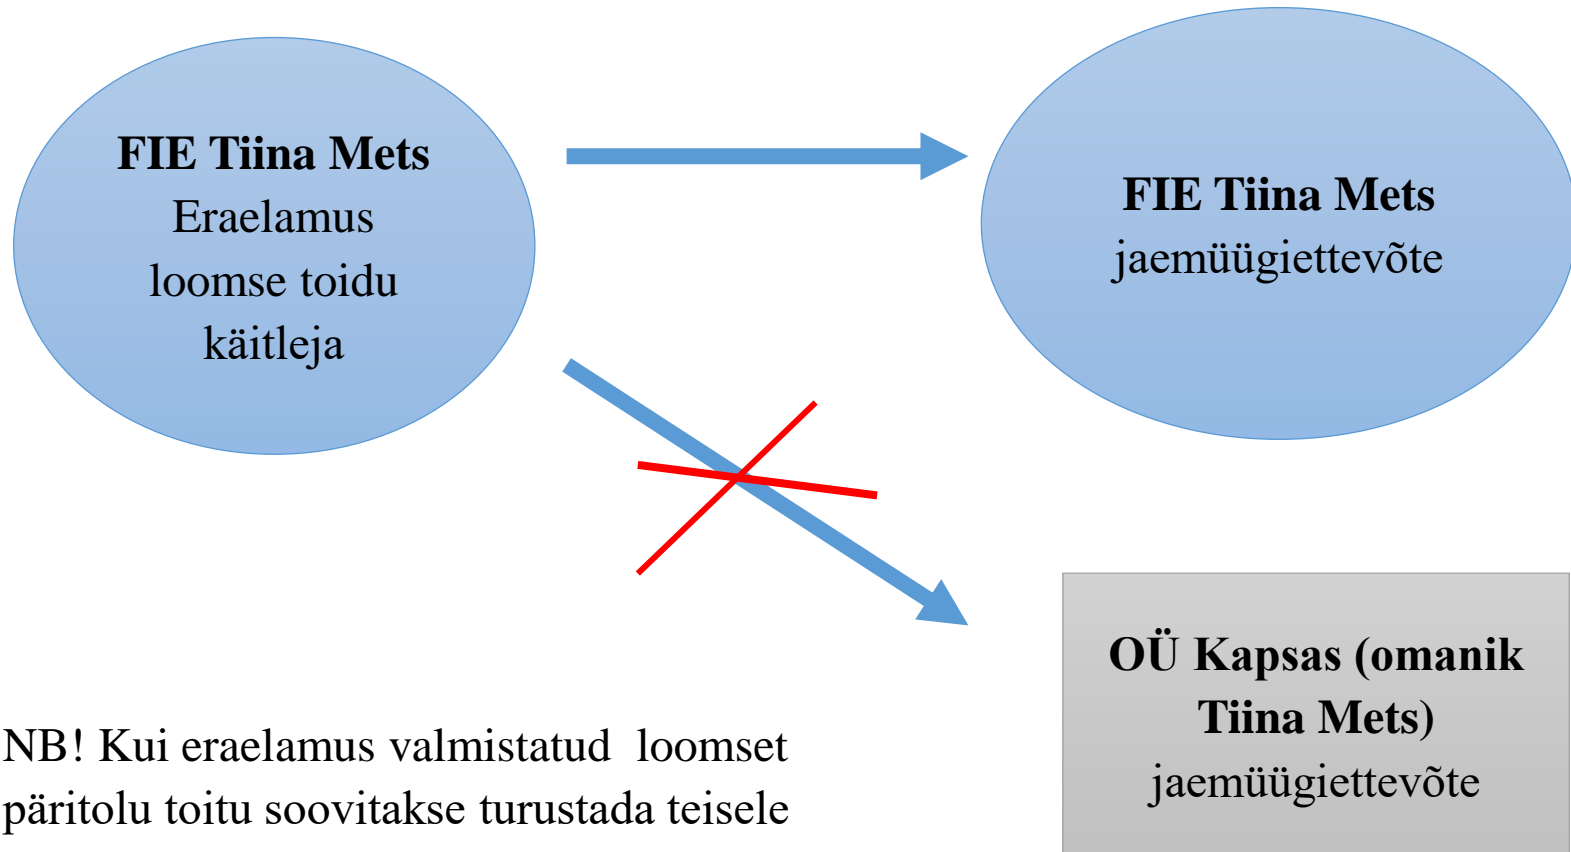 FIE Tiina Mets
Eraelamus
loomse toidu
käitleja
FIE Tiina Mets
jaemüügiettevõte
OÜ Kapsas (omanik
Tiina Mets)
jaemüügiettevõte
NB! Kui eraelamus valmistatud loomset
päritolu toitu soovitakse turustada teisele